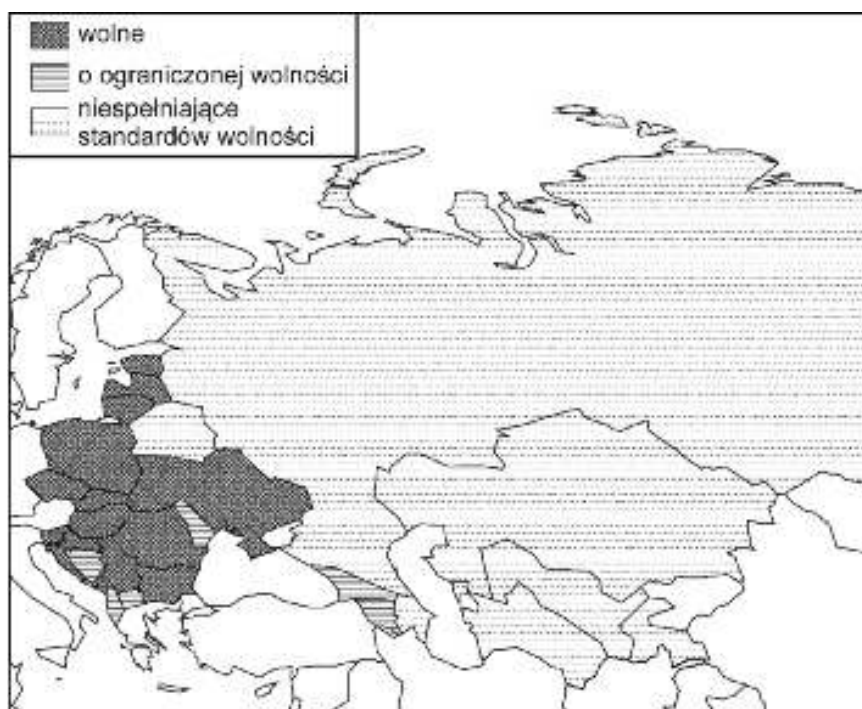 wolne
o ograniczonej wolności
niespełniające
standardów wolności